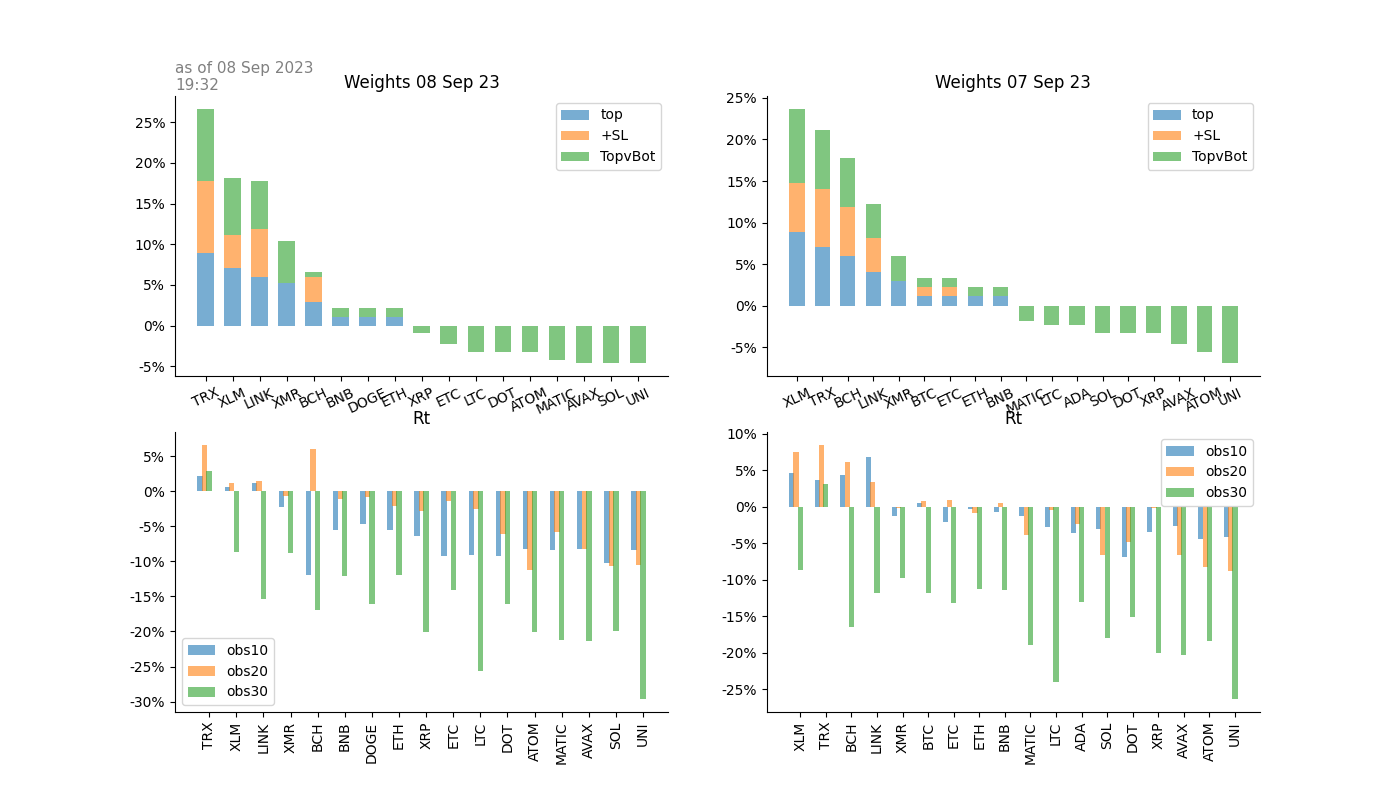 as of 08 Sep 2023
19:32
Weights 08 Sep 23
25%
20%
15%
10%
5%
0%
-5%
top
+SL
TopvBot
TRX XLM LINK XMR BCH BNB DOGE ETH XRP ETC LTC DOT ATOM MATIC AVAX SOL UNI
Weights 07 Sep 23
25%
20%
15%
10%
5%
0%
-5%
top
+SL
TopvBot
XLM TRX BCH LINK XMR BTC ETC ETH BNB MATIC LTC ADA SOL DOT XRP AVAX ATOM UNI
Rt
5%
0%
-5%
-10%
-15%
-20%
-25%
-30%
obs10
obs20
obs30
TRX XLM LINK XMR BCH BNB DOGE ETH XRP ETC LTC DOT ATOM MATIC AVAX SOL UNI
Rt
10%
5%
0%
-5%
-10%
-15%
-20%
-25%
obs10
obs20
obs30
XLM TRX BCH LINK XMR BTC ETC ETH BNB MATIC LTC ADA SOL DOT XRP AVAX ATOM UNI